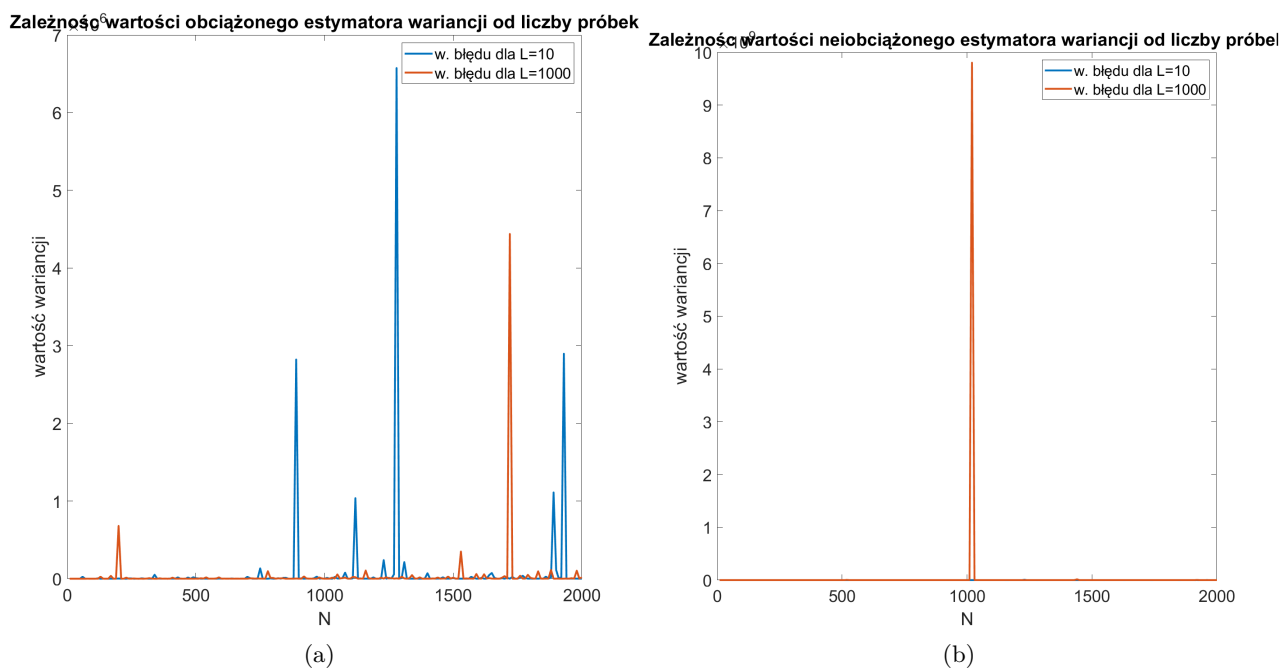 Zależność wartości obciążonego estymatora wariancji od liczby próbek
×10^6
7
6
5
4
3
2
1
0
wartość wariancji
0 500 1000 1500 2000
N
w. błędu dla L=10
w. błędu dla L=1000
(a)
Zależnośc wartości neiobciążonego estymatora wariancji od liczby próbek
×10^9
10
9
8
7
6
5
4
3
2
1
0
wartość wariancji
0 500 1000 1500 2000
N
w. błędu dla L=10
w. błędu dla L=1000
(b)